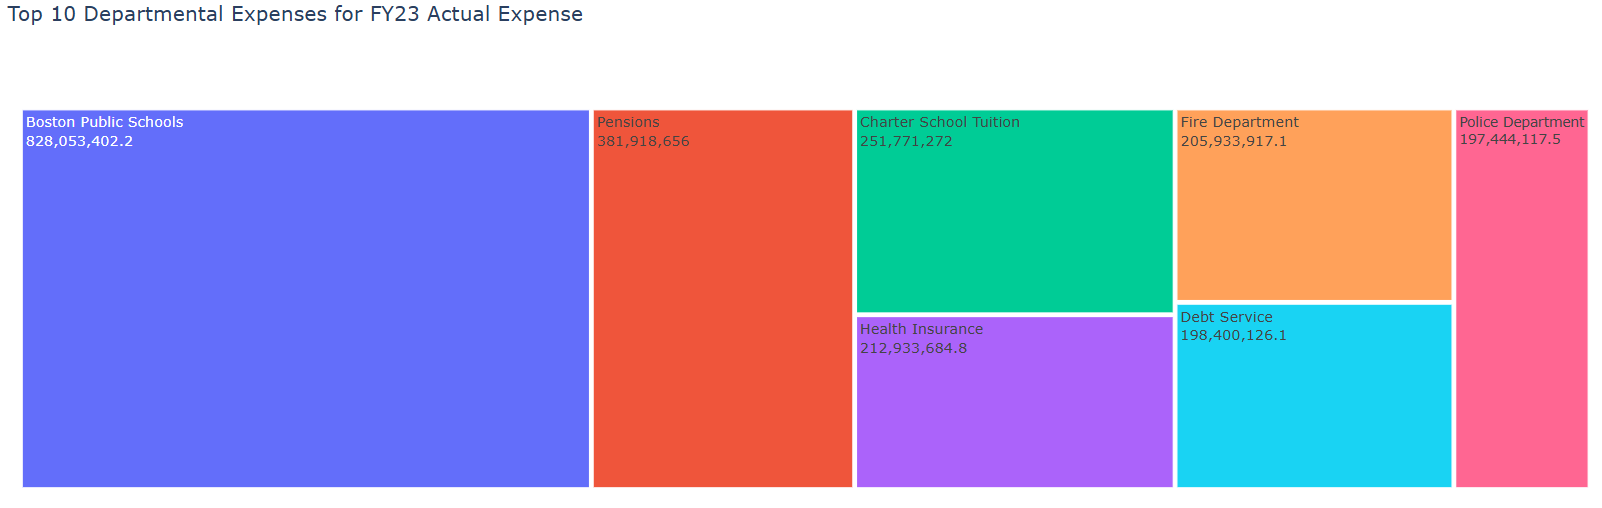 Top 10 Departmental Expenses for FY23 Actual Expense
Boston Public Schools
828,053,402.2
Pensions
381,918,656
Charter School Tuition
251,771,272
Health Insurance
212,933,684.8
Fire Department
205,933,917.1
Debt Service
198,400,126.1
Police Department
197,444,117.5